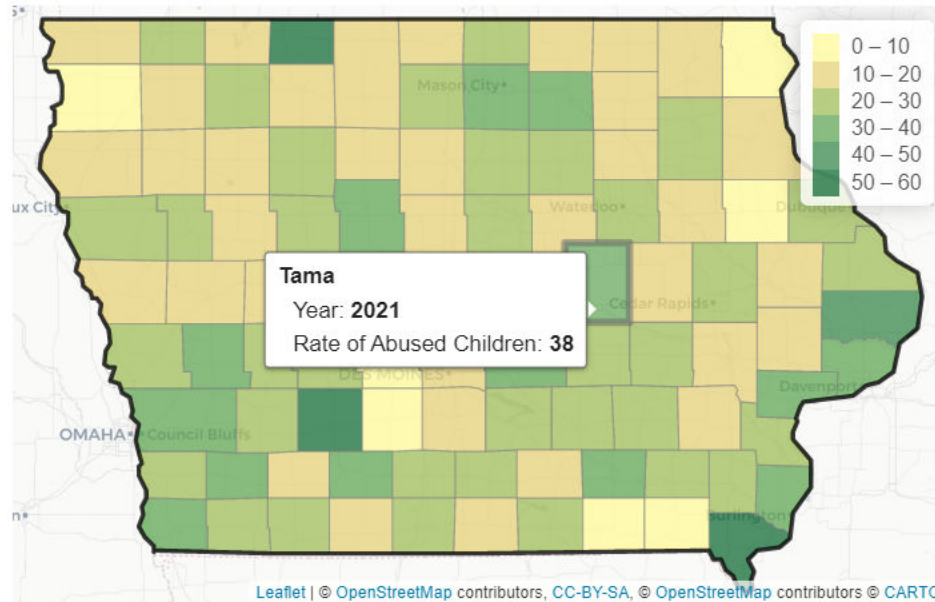 0 – 10
10 – 20
20 – 30
30 – 40
40 – 50
50 – 60
Mason City
ux City
Waterloo
Dubuque
Tama
Year: 2021
Rate of Abused Children: 38
Cedar Rapids
DES MOINES
Davenport
OMAHA
Council Bluffs
Burlington
Leaflet | © OpenStreetMap contributors, CC-BY-SA, © OpenStreetMap contributors © CARTO